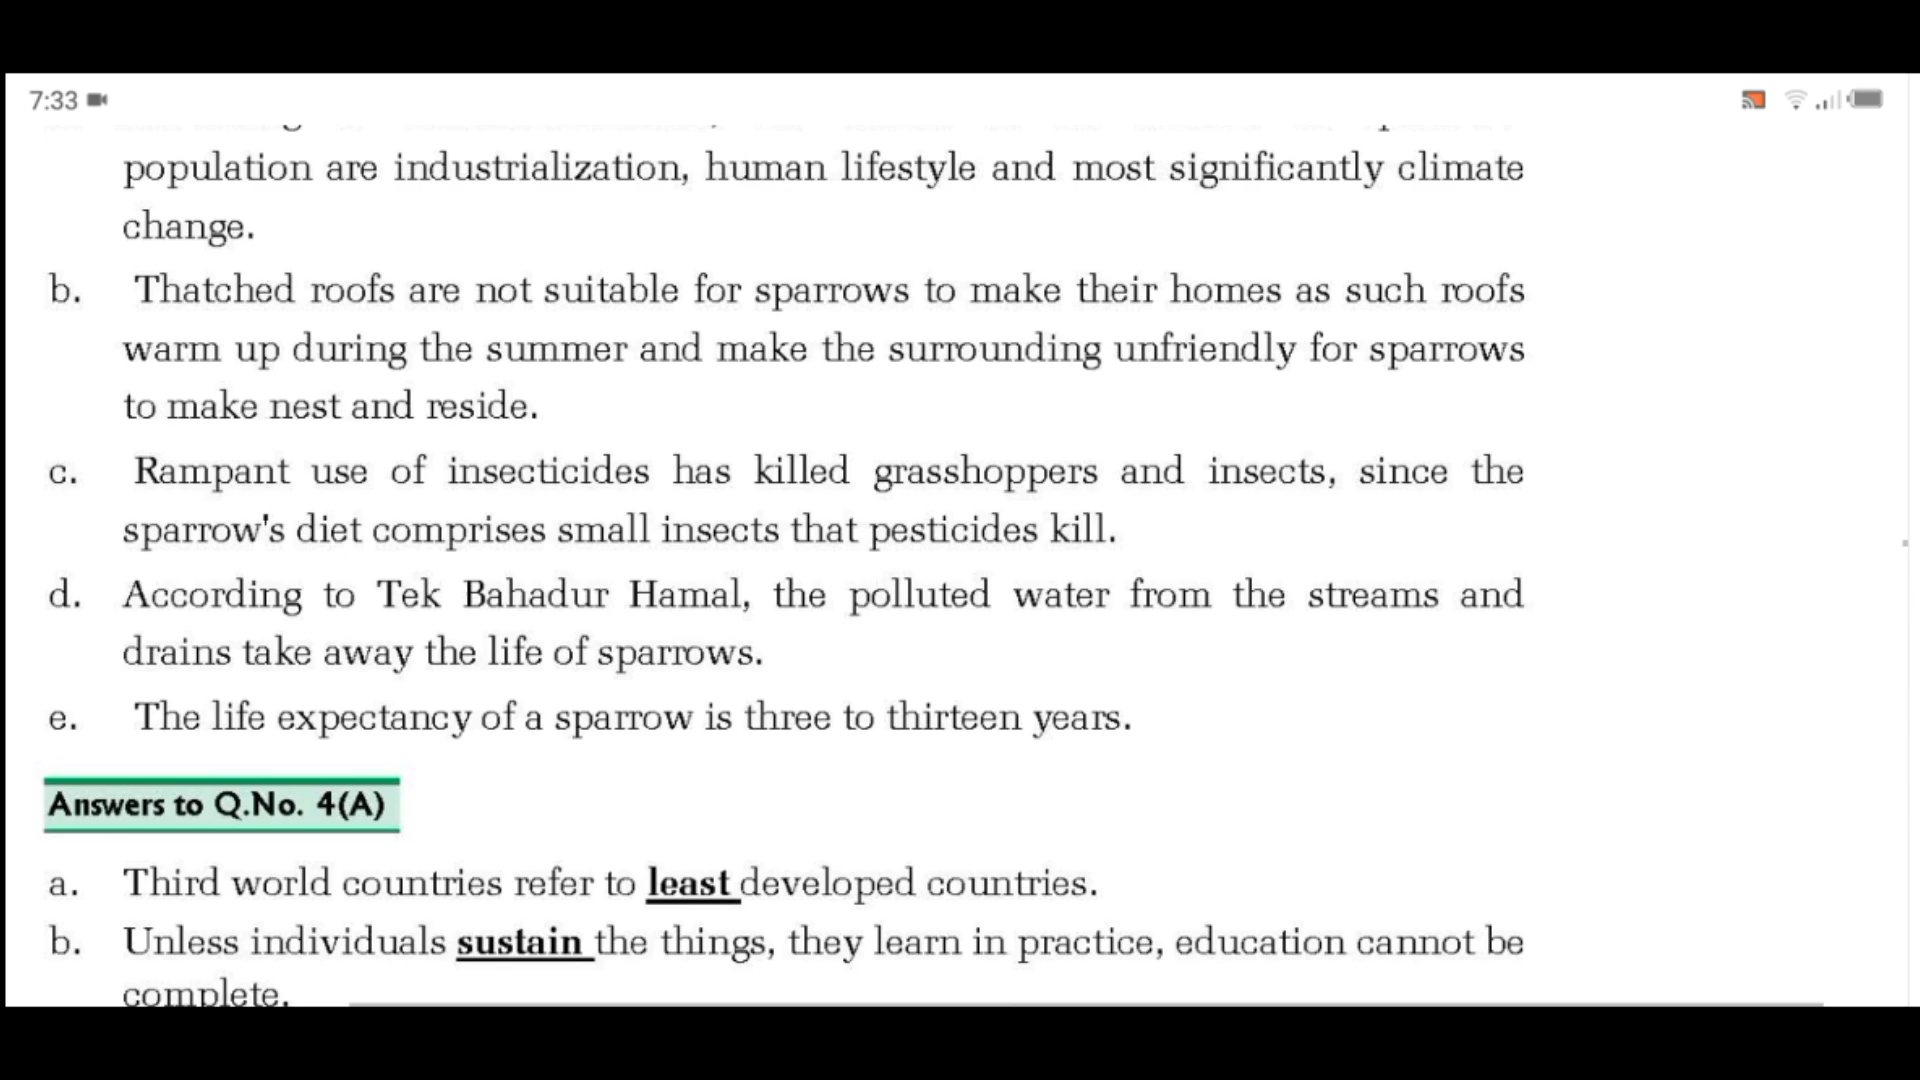 7:33
population are industrialization, human lifestyle and most significantly climate
change.
b. Thatched roofs are not suitable for sparrows to make their homes as such roofs
warm up during the summer and make the surrounding unfriendly for sparrows
to make nest and reside.
c. Rampant use of insecticides has killed grasshoppers and insects, since the
sparrow's diet comprises small insects that pesticides kill.
d. According to Tek Bahadur Hamal, the polluted water from the streams and
drains take away the life of sparrows.
e. The life expectancy of a sparrow is three to thirteen years.
Answers to Q.No. 4(A)
a. Third world countries refer to least developed countries.
b. Unless individuals sustain the things, they learn in practice, education cannot be
complete.